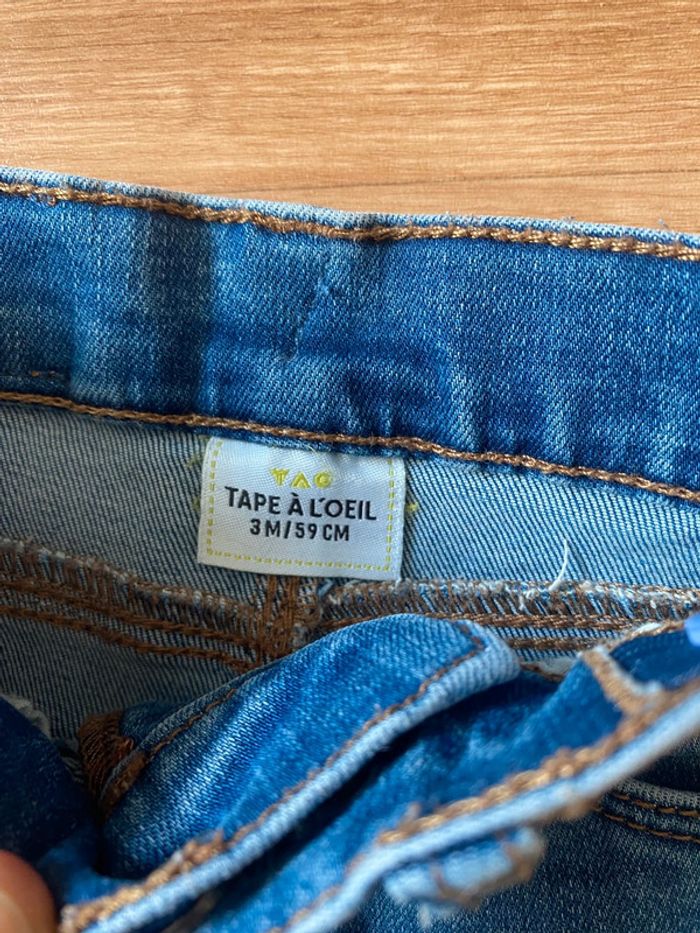 TAO
TAPE À L'OEIL
3 M/59 CM